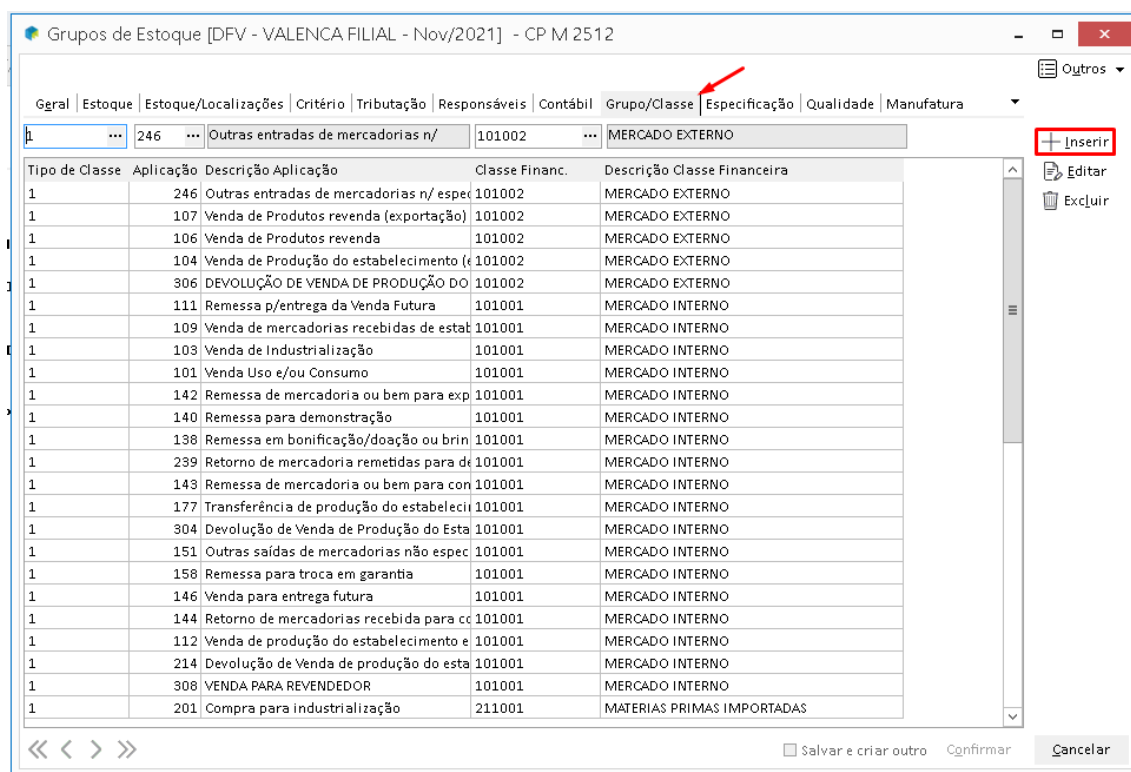 Grupos de Estoque [DFV - VALENCA FILIAL - Nov/2021] - CP M 2512
Outros
Geral Estoque Estoque/Localizações Critério Tributação Responsáveis Contábil Grupo/Classe Especificação Qualidade Manufatura
1 ... 246 ... Outras entradas de mercadorias n/ 101002 ... MERCADO EXTERNO
Inserir
Editar
Excluir
Tipo de Classe Aplicação Descrição Aplicação Classe Financ. Descrição Classe Financeira
1 246 Outras entradas de mercadorias n/ espec 101002 MERCADO EXTERNO
1 107 Venda de Produtos revenda (exportação) 101002 MERCADO EXTERNO
1 106 Venda de Produtos revenda 101002 MERCADO EXTERNO
1 104 Venda de Produção do estabelecimento (e 101002 MERCADO EXTERNO
1 306 DEVOLUÇÃO DE VENDA DE PRODUÇÃO DO 101002 MERCADO EXTERNO
1 111 Remessa p/entrega da Venda Futura 101001 MERCADO INTERNO
1 109 Venda de mercadorias recebidas de estab 101001 MERCADO INTERNO
1 103 Venda de Industrialização 101001 MERCADO INTERNO
1 101 Venda Uso e/ou Consumo 101001 MERCADO INTERNO
1 142 Remessa de mercadoria ou bem para exp 101001 MERCADO INTERNO
1 140 Remessa para demonstração 101001 MERCADO INTERNO
1 138 Remessa em bonificação/doação ou brin 101001 MERCADO INTERNO
1 239 Retorno de mercadoria remetidas para de 101001 MERCADO INTERNO
1 143 Remessa de mercadoria ou bem para con 101001 MERCADO INTERNO
1 177 Transferência de produção do estabeleci 101001 MERCADO INTERNO
1 304 Devolução de Venda de Produção do Esta 101001 MERCADO INTERNO
1 151 Outras saídas de mercadorias não espec 101001 MERCADO INTERNO
1 158 Remessa para troca em garantia 101001 MERCADO INTERNO
1 146 Venda para entrega futura 101001 MERCADO INTERNO
1 144 Retorno de mercadorias recebida para co 101001 MERCADO INTERNO
1 112 Venda de produção do estabelecimento e 101001 MERCADO INTERNO
1 214 Devolução de Venda de produção do esta 101001 MERCADO INTERNO
1 308 VENDA PARA REVENDEDOR 101001 MERCADO INTERNO
1 201 Compra para industrialização 211001 MATERIAS PRIMAS IMPORTADAS
Salvar e criar outro Confirmar Cancelar